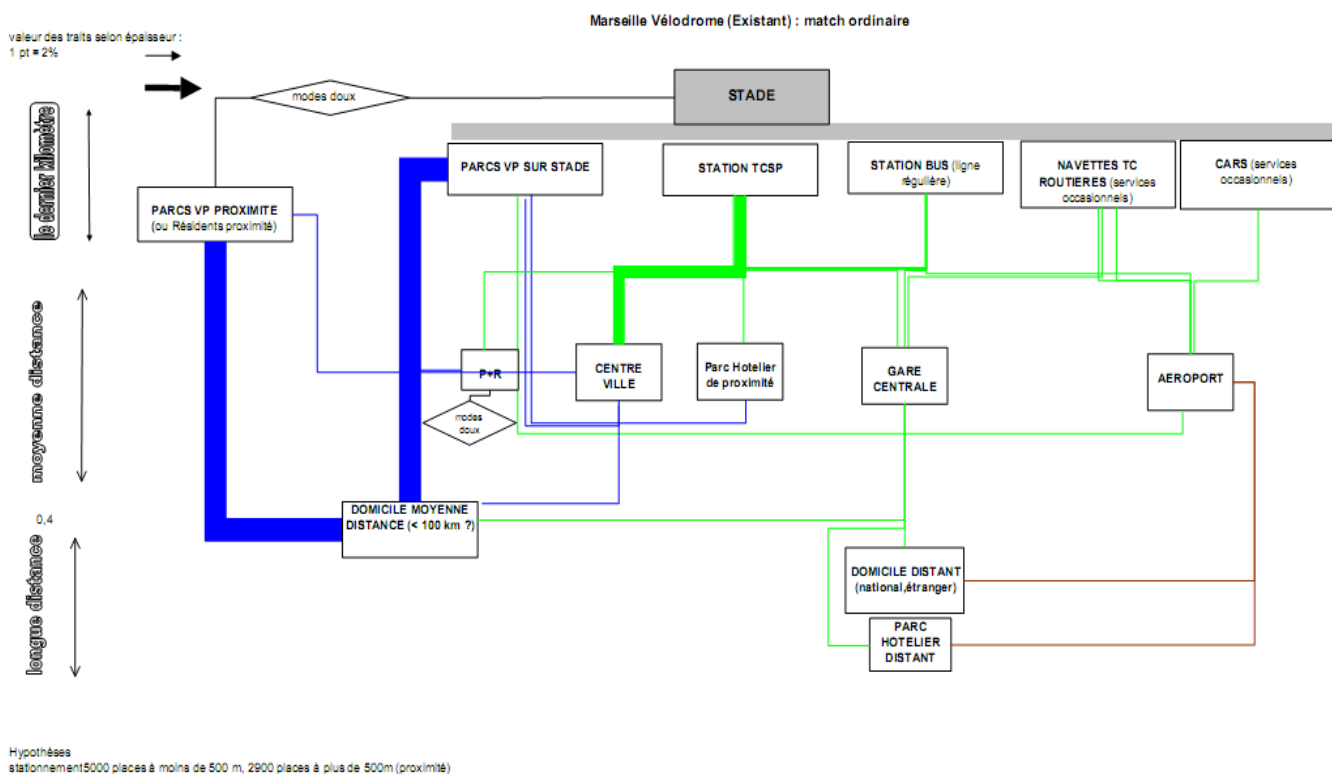 Marseille Vélodrome (Existant) : match ordinaire
valeur des traits selon épaisseur :
1 pt = 2%
modes doux
STADE
le dernier kilomètre
PARCS VP SUR STADE
STATION TCSP
STATION BUS (ligne
régulière)
NAVETTES TC
ROUTIERES (services
occasionnels)
CARS (services
occasionnels)
PARCS VP PROXIMITE
(ou Résidents proximité)
moyenne distance
P+R
CENTRE
VILLE
Parc Hotelier
de proximité
GARE
CENTRALE
AEROPORT
modes
doux
DOMICILE MOYENNE
DISTANCE (< 100 km ?)
0,4
longue distance
DOMICILE DISTANT
(national,étranger)
PARC
HOTELIER
DISTANT
Hypothèses
stationnement5000 places à moins de 500 m, 2900 places à plus de 500m (proximité)